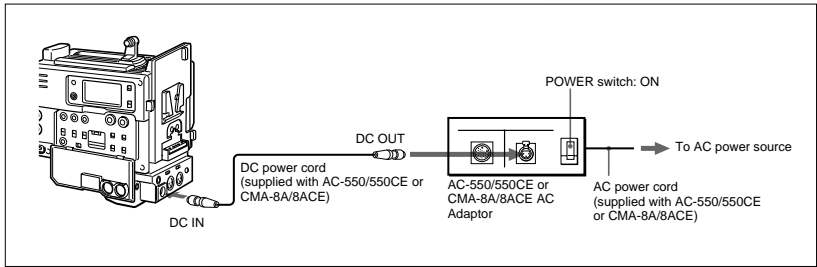 POWER switch: ON
DC OUT
To AC power source
DC power cord
(supplied with AC-550/550CE or
CMA-8A/8ACE)
AC-550/550CE or
CMA-8A/8ACE AC
Adaptor
AC power cord
(supplied with AC-550/550CE
or CMA-8A/8ACE)
DC IN